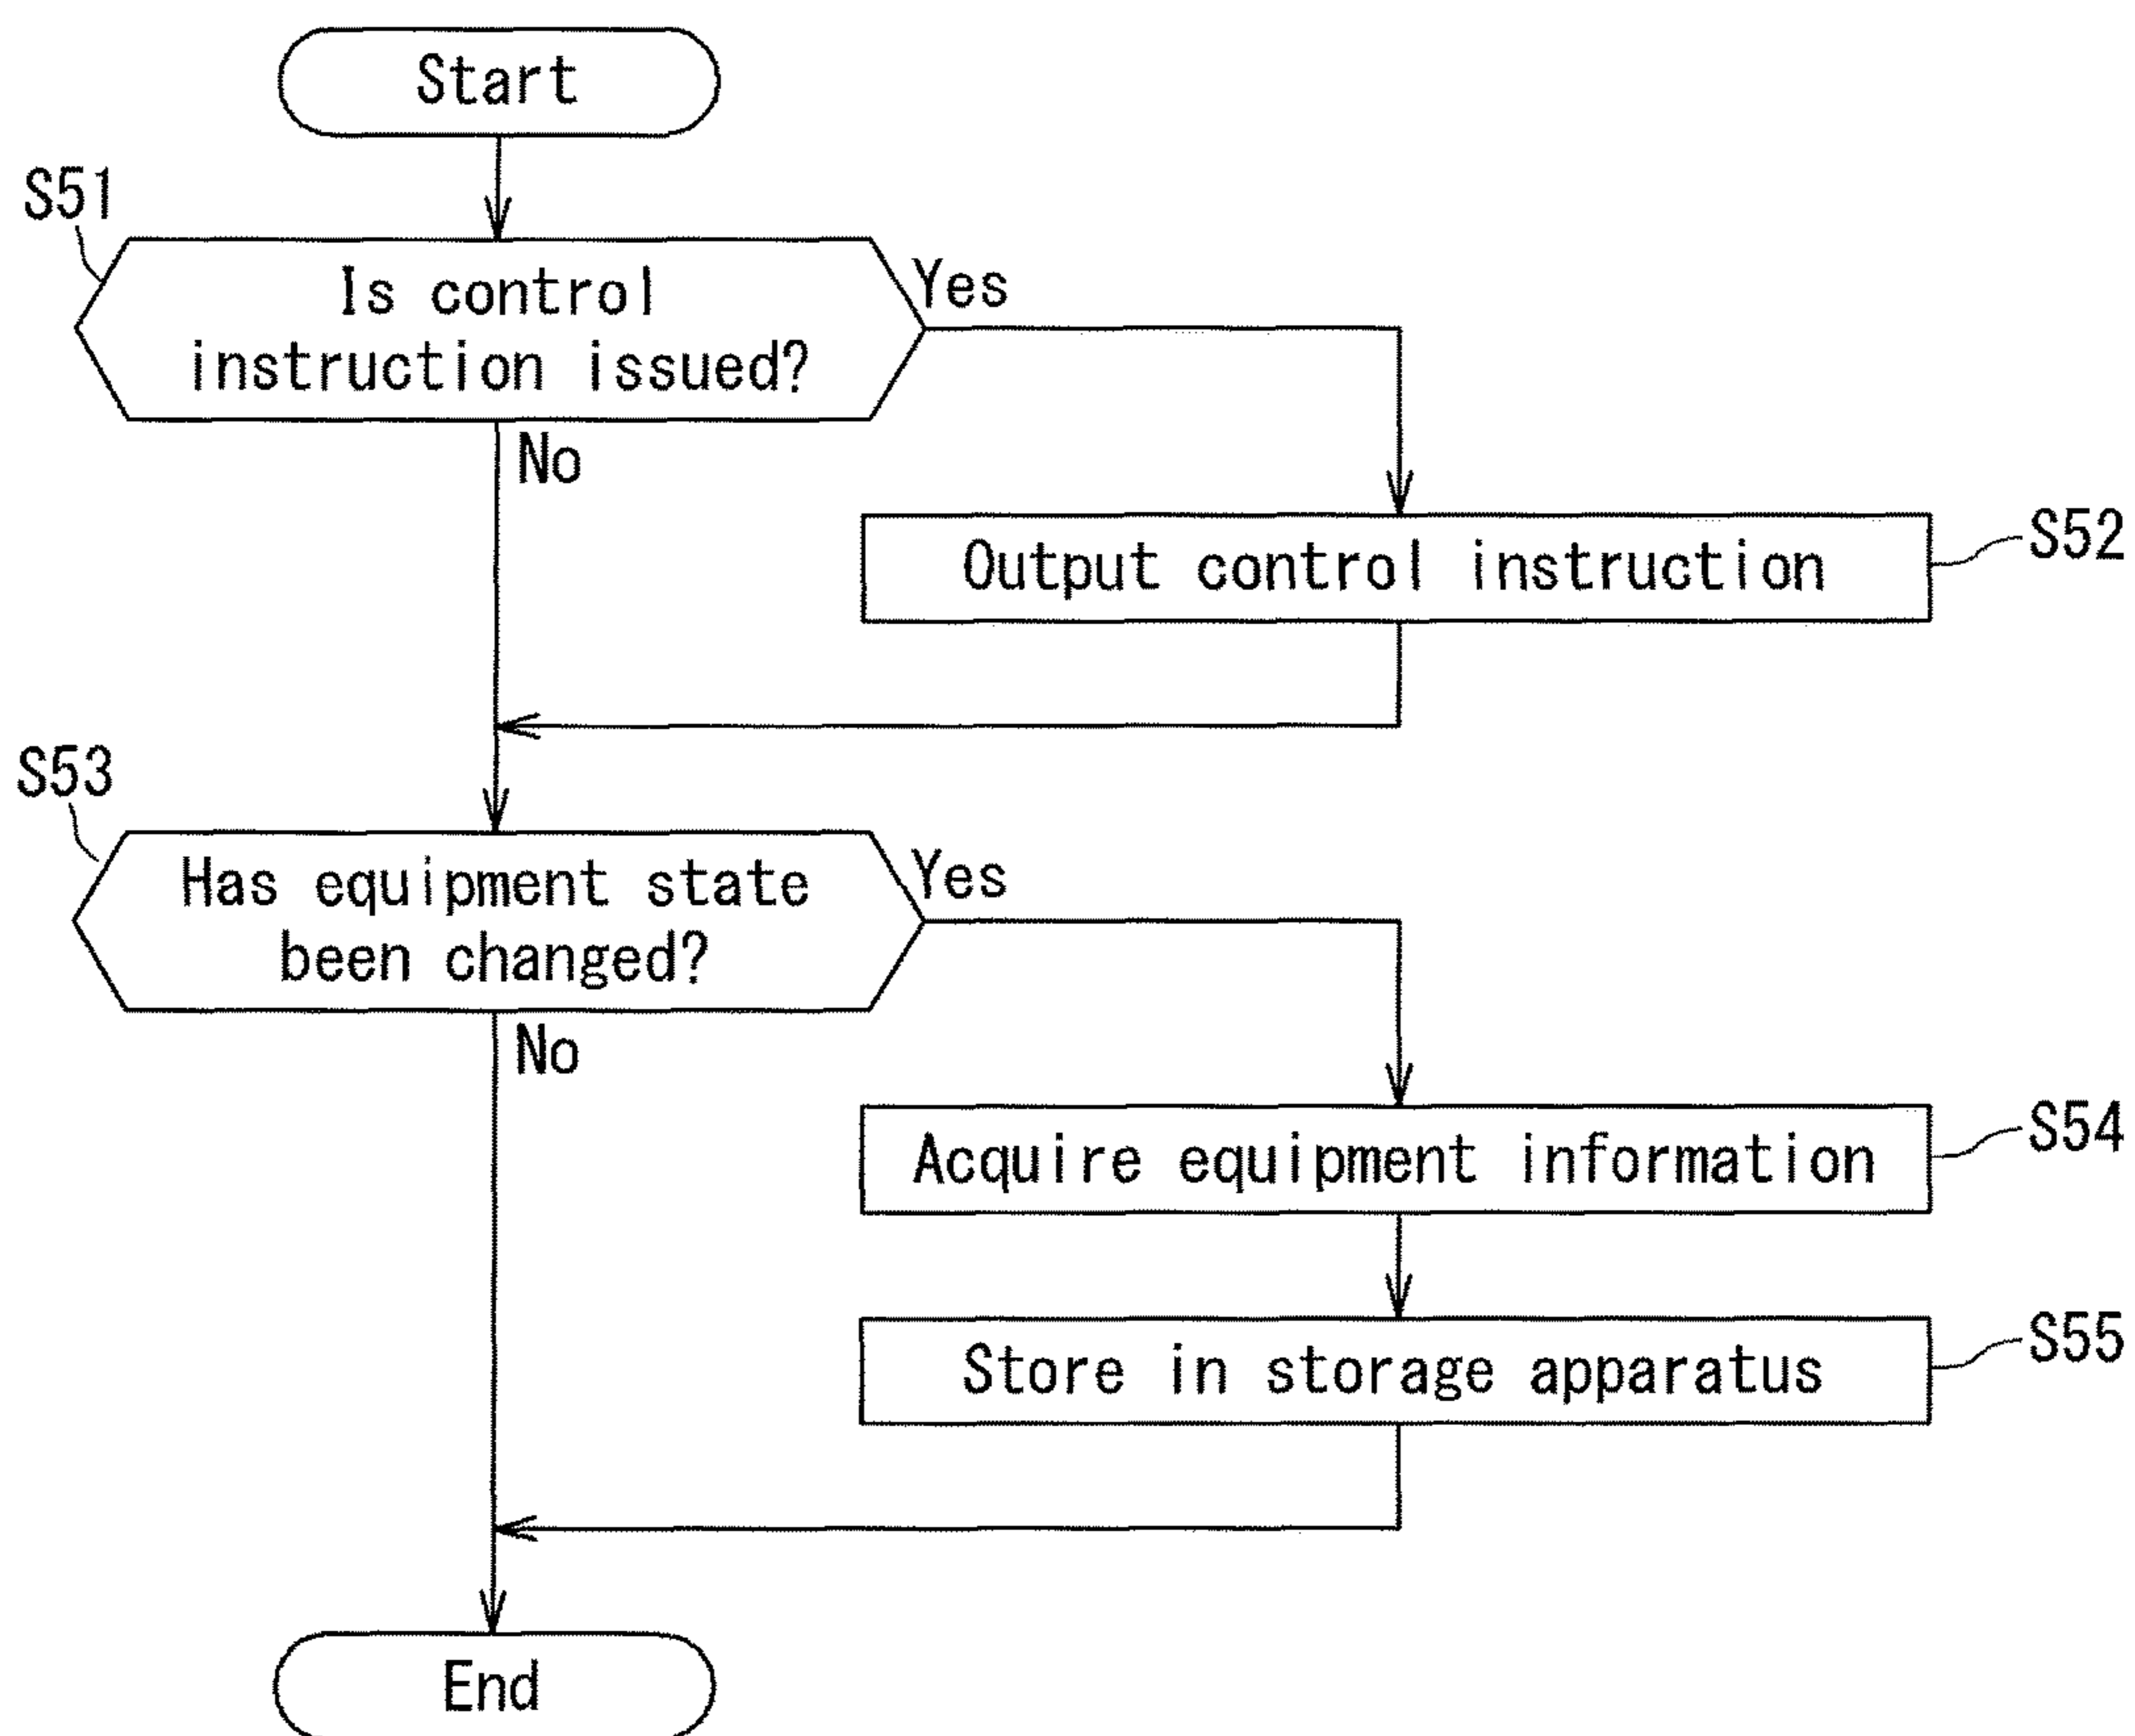 Start
S51
Is control
instruction issued?
Yes
No
Output control instruction
S52
S53
Has equipment state
been changed?
Yes
No
Acquire equipment information
S54
Store in storage apparatus
S55
End